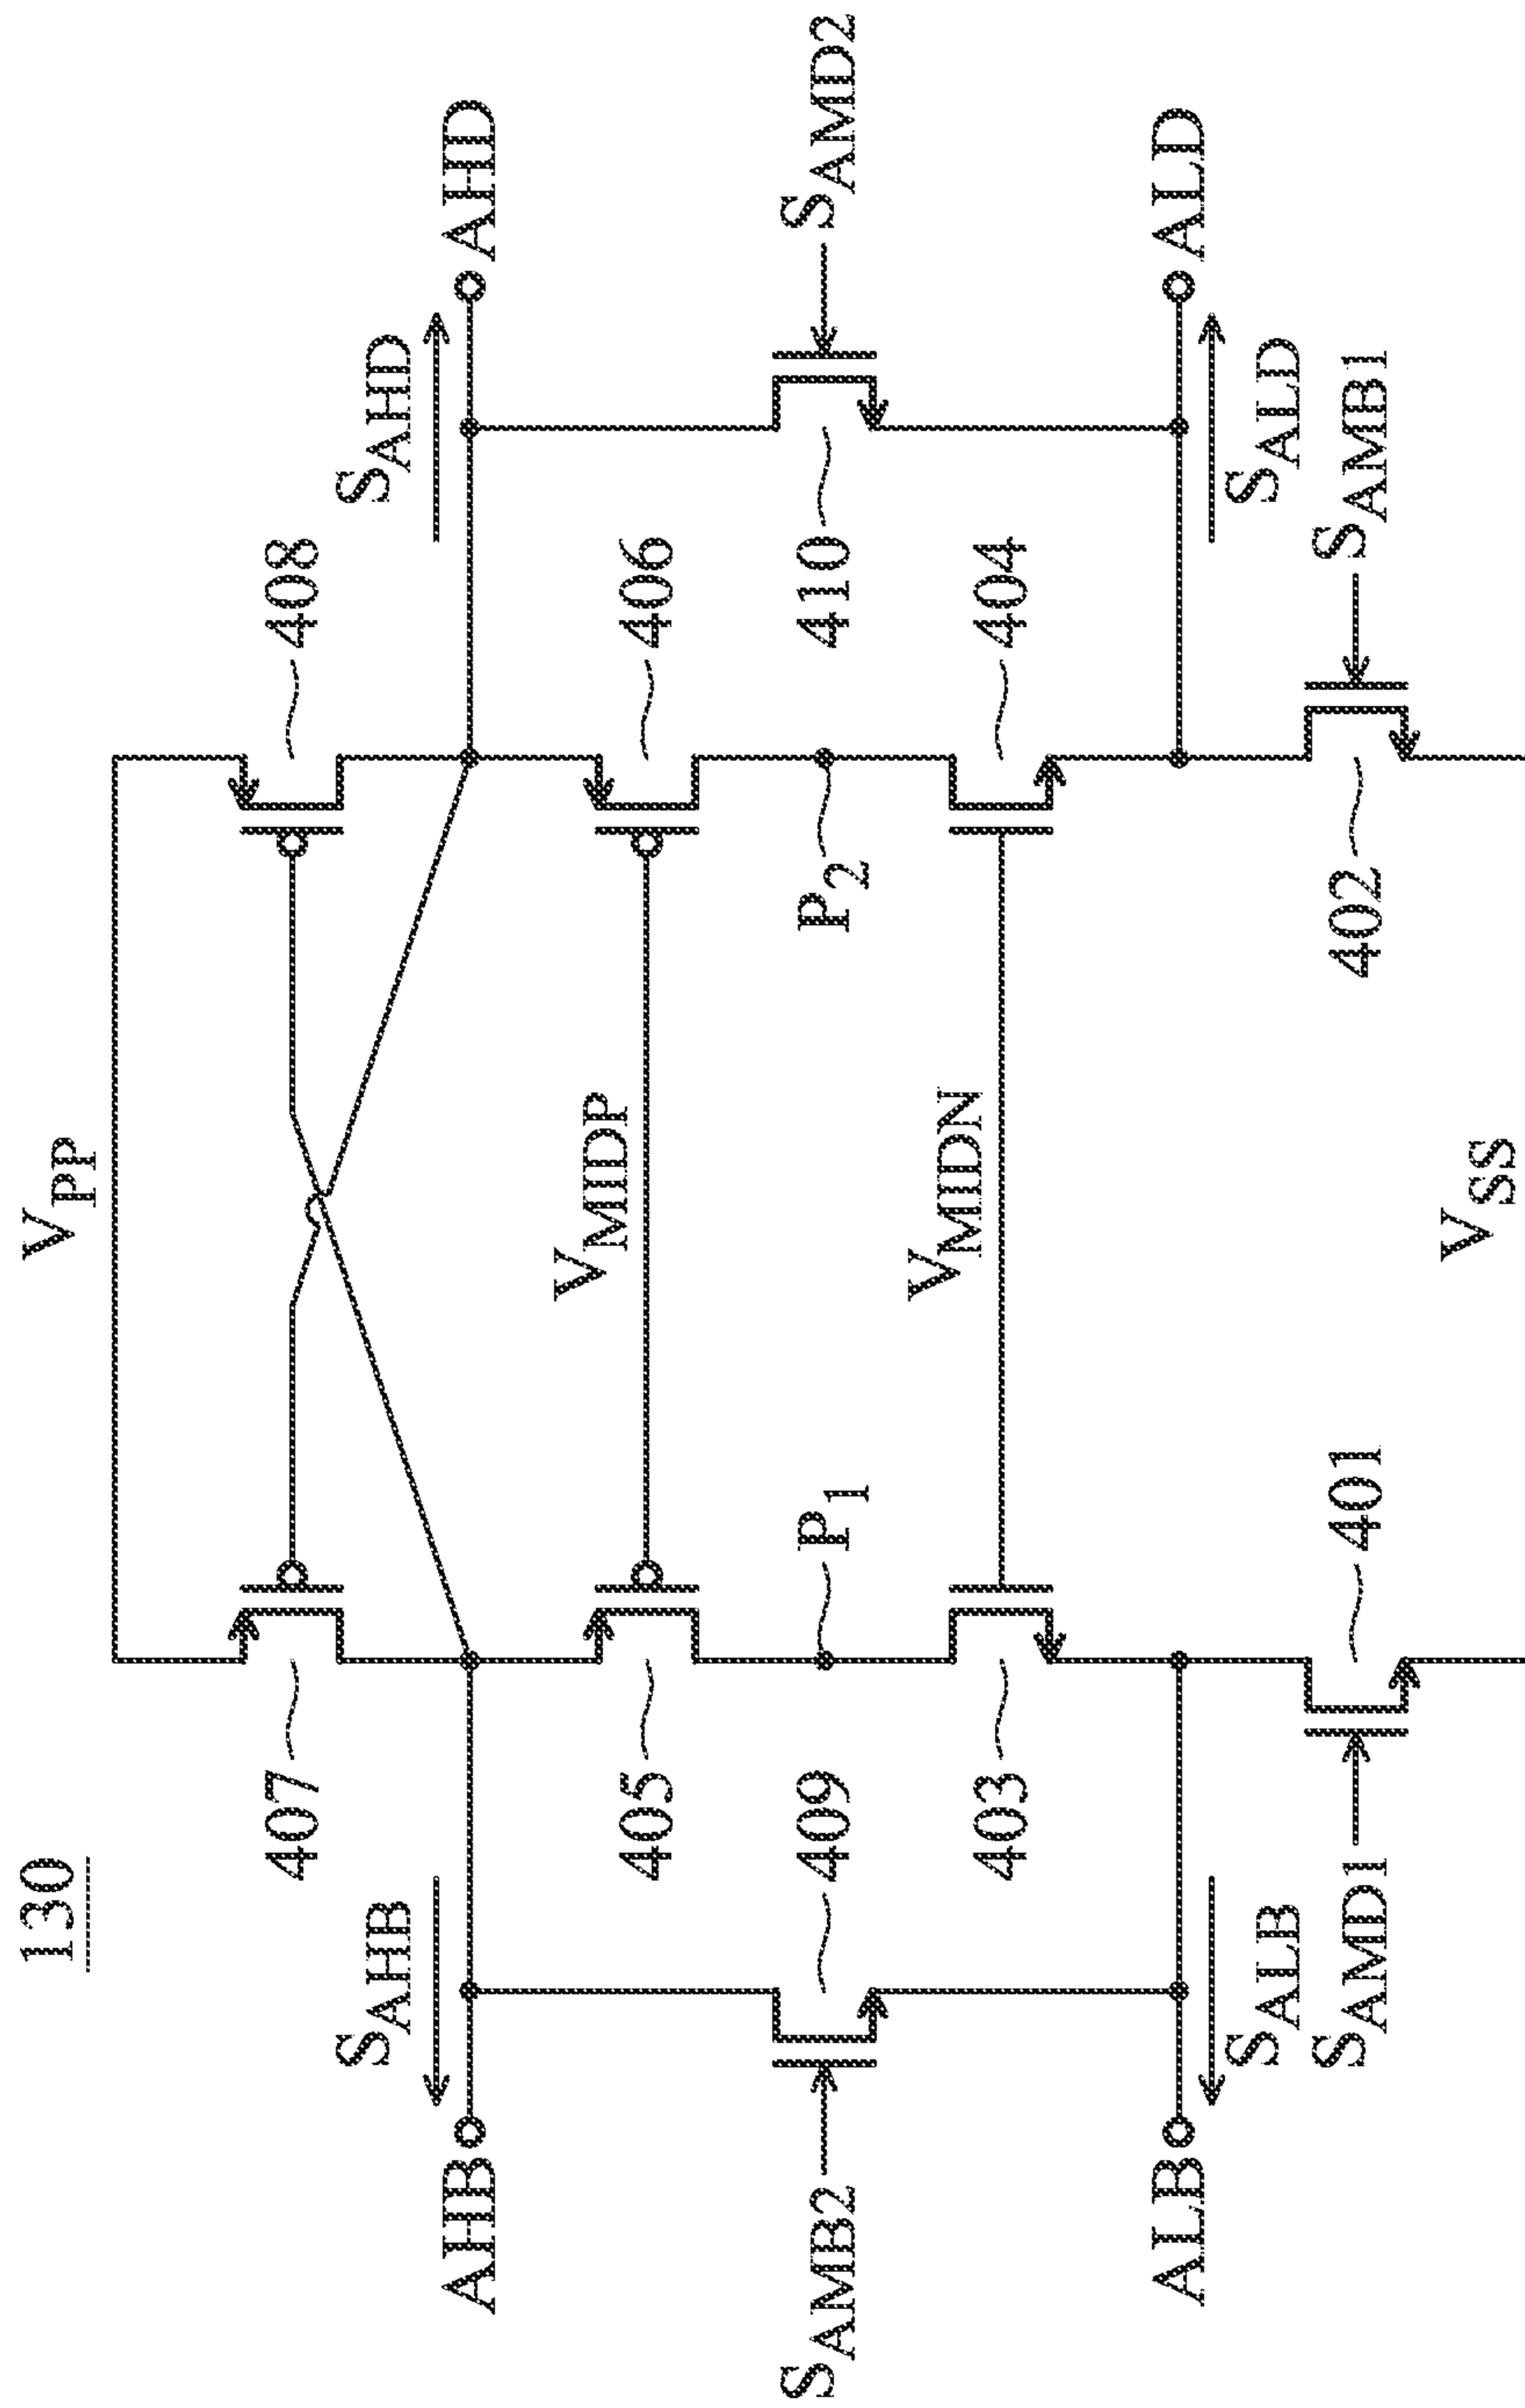 130
V_PP
407
408
S_AHB
S_AHD
AHB
AHD
405
V_MIDP
406
S_AMB2
409
P_1
P_2
410
S_AMD2
403
V_MIDN
404
ALB
ALD
S_ALB
S_ALD
S_AMD1
401
402
S_AMB1
V_SS